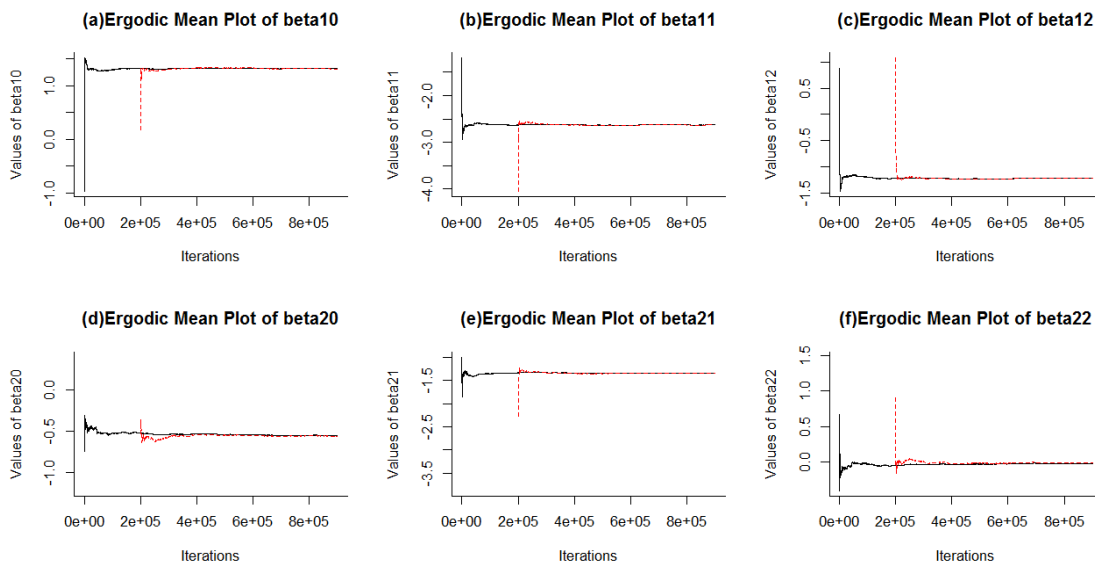 (a)Ergodic Mean Plot of beta10
Values of beta10
1.0
0.0
-1.0
0e+00 2e+05 4e+05 6e+05 8e+05
Iterations
(b)Ergodic Mean Plot of beta11
Values of beta11
-2.0
-3.0
-4.0
0e+00 2e+05 4e+05 6e+05 8e+05
Iterations
(c)Ergodic Mean Plot of beta12
Values of beta12
0.5
-0.5
-1.5
0e+00 2e+05 4e+05 6e+05 8e+05
Iterations
(d)Ergodic Mean Plot of beta20
Values of beta20
0.0
-0.5
-1.0
0e+00 2e+05 4e+05 6e+05 8e+05
Iterations
(e)Ergodic Mean Plot of beta21
Values of beta21
-1.5
-2.5
-3.5
0e+00 2e+05 4e+05 6e+05 8e+05
Iterations
(f)Ergodic Mean Plot of beta22
Values of beta22
1.5
1.0
0.5
0.0
0e+00 2e+05 4e+05 6e+05 8e+05
Iterations